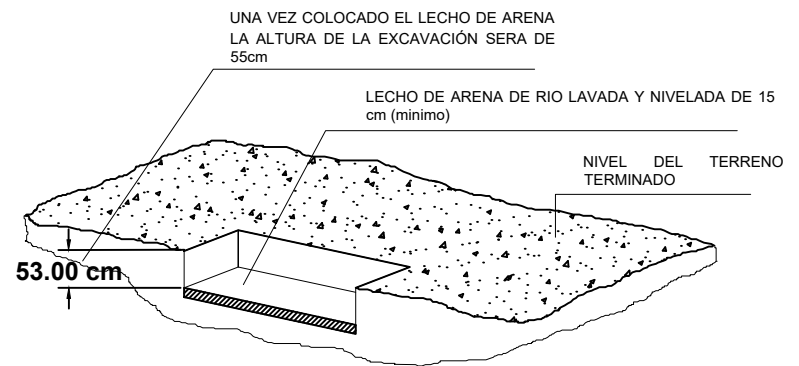 UNA VEZ COLOCADO EL LECHO DE ARENA
LA ALTURA DE LA EXCAVACIÓN SERA DE
55cm
LECHO DE ARENA DE RIO LAVADA Y NIVELADA DE 15
cm (minimo)
NIVEL DEL TERRENO
TERMINADO
53.00 cm